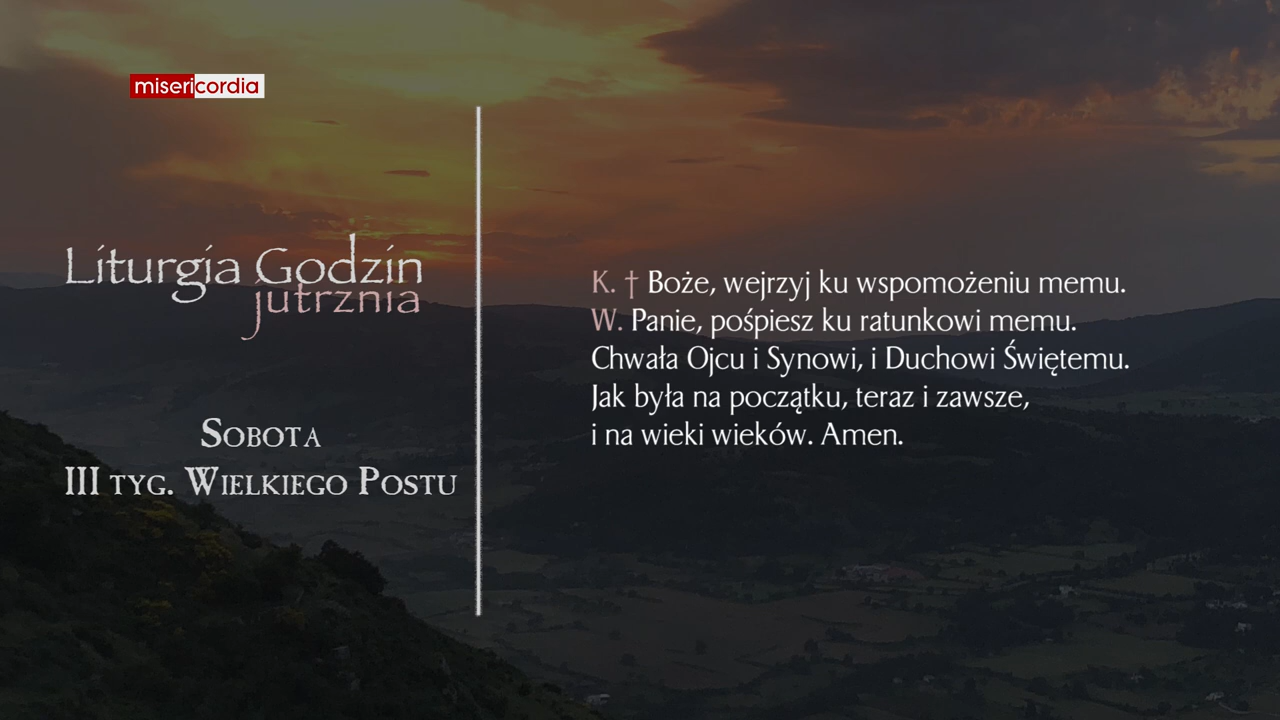 misericordia
Liturgia Godzin
jutrznia
Sobota
III tyg. Wielkiego Postu
K. † Boże, wejrzyj ku wspomożeniu memu.
W. Panie, pośpiesz ku ratunkowi memu.
Chwała Ojcu i Synowi, i Duchowi Świętemu.
Jak była na początku, teraz i zawsze,
i na wieki wieków. Amen.